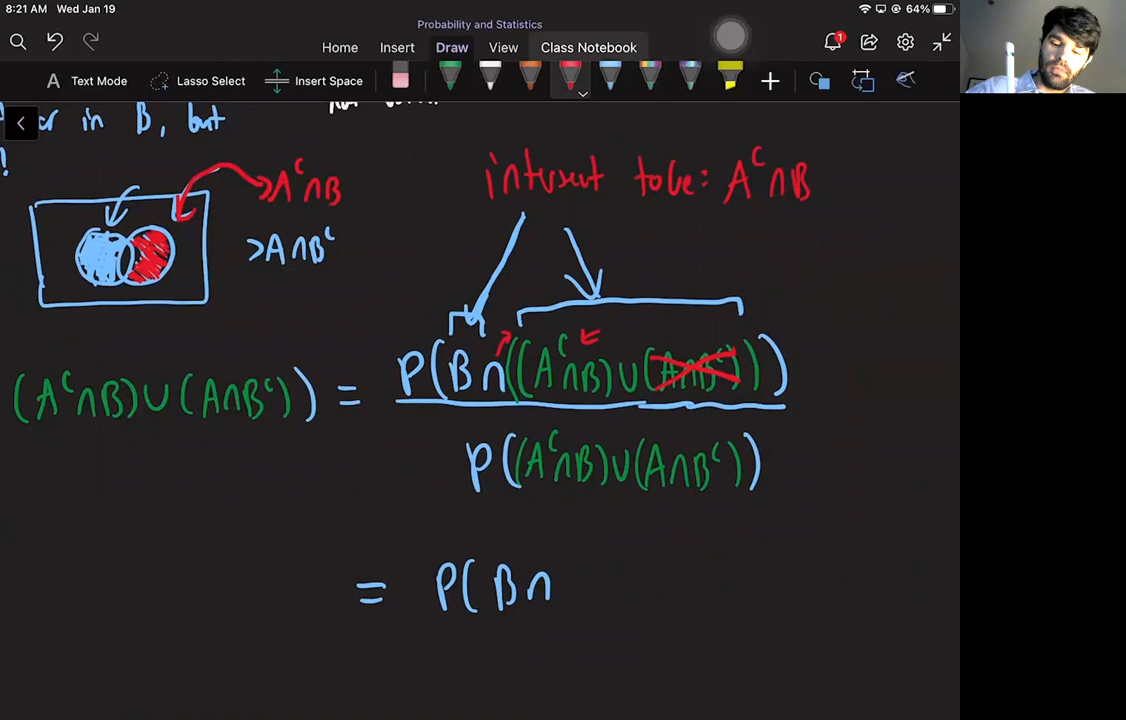 8:21 AM Wed Jan 19
64%
Probability and Statistics
Home Insert Draw View Class Notebook
1
Text Mode Lasso Select Insert Space
in B, but
!
A^c∩B
>A∩B^c
intersect to be: A^c∩B
(A^c∩B)∪(A∩B^c)) = P(B∩((A^c∩B)∪(A∩B^c)))
P((A^c∩B)∪(A∩B^c))
= P(B∩